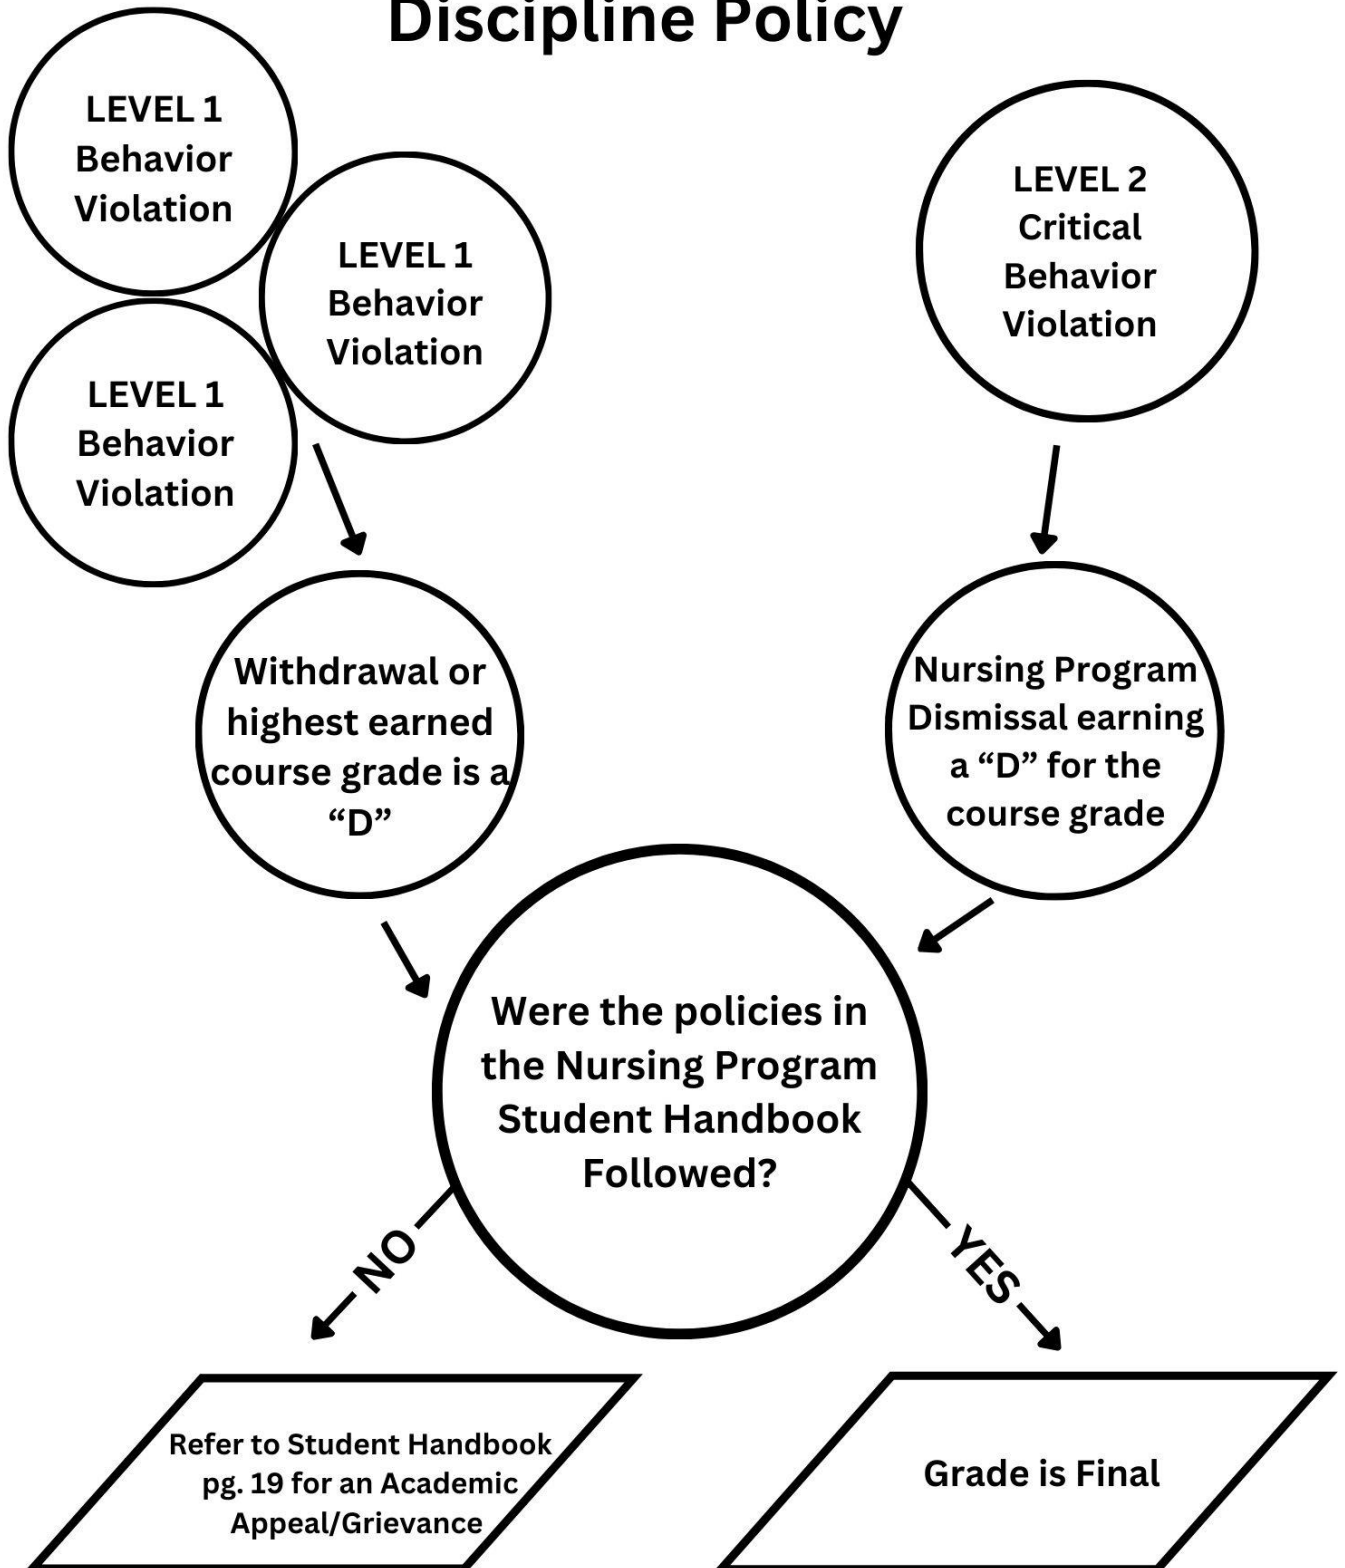 Discipline Policy
LEVEL 1
Behavior
Violation
LEVEL 1
Behavior
Violation
LEVEL 1
Behavior
Violation
LEVEL 2
Critical
Behavior
Violation
Withdrawal or
highest earned
course grade is a
“D”
Nursing Program
Dismissal earning
a “D” for the
course grade
Were the policies in
the Nursing Program
Student Handbook
Followed?
NO
YES
Refer to Student Handbook
pg. 19 for an Academic
Appeal/Grievance
Grade is Final